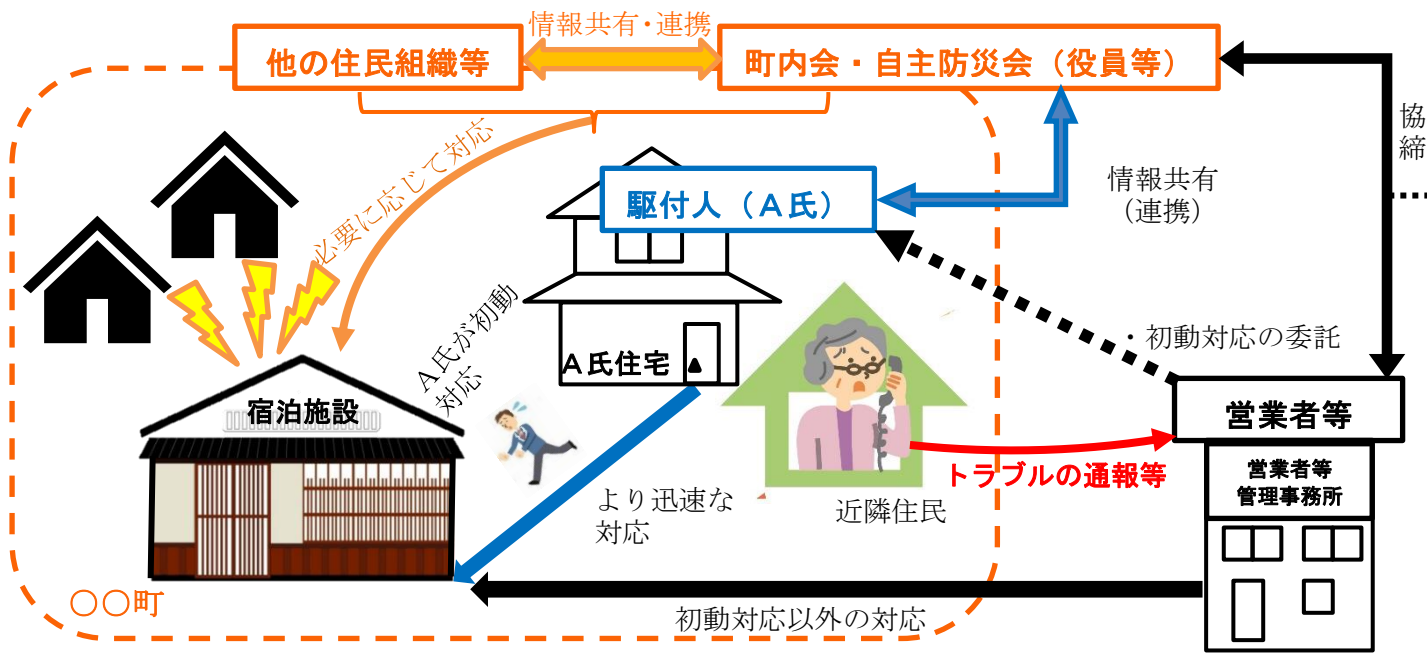 情報共有・連携
他の住民組織等
町内会・自主防災会（役員等）
協
締
必要に応じて対応
駆付人（Ａ氏）
情報共有
（連携）
Ａ氏が初動
対応
・初動対応の委託
Ａ氏住宅
宿泊施設
営業者等
トラブルの通報等
営業者等
管理事務所
より迅速な
対応
近隣住民
〇〇町
初動対応以外の対応